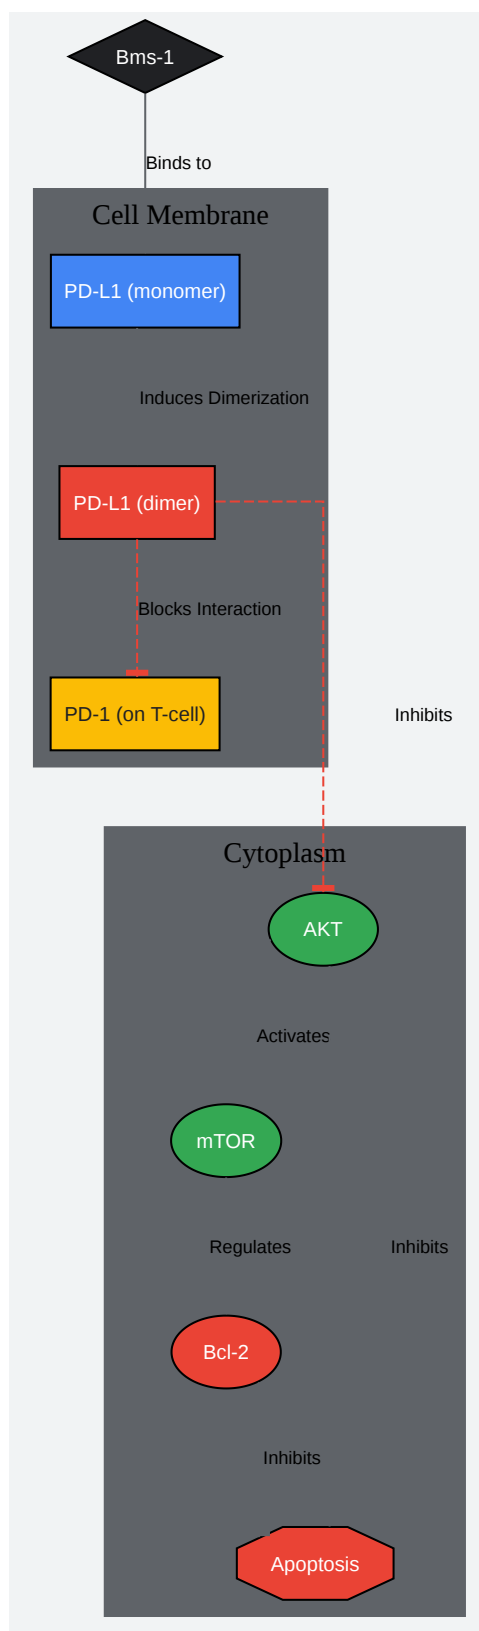 Bms-1
Binds to
Cell Membrane
PD-L1 (monomer)
Induces Dimerization
PD-L1 (dimer)
Blocks Interaction
PD-1 (on T-cell)
Inhibits
Cytoplasm
AKT
Activates
mTOR
Regulates
Inhibits
Bcl-2
Inhibits
Apoptosis